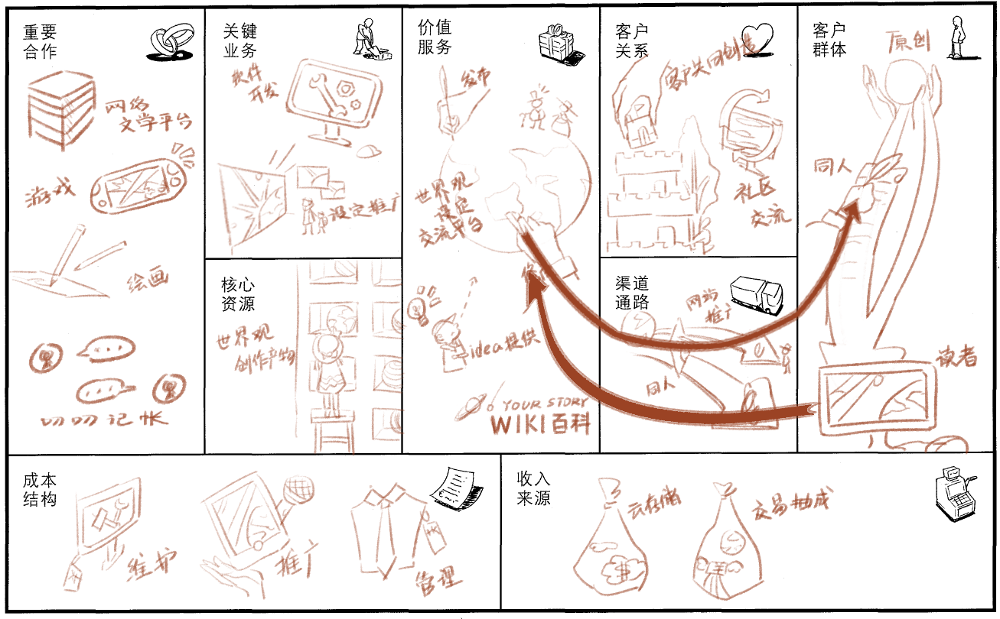 重要
合作
网络
文学平台
游戏
绘画
叨叨记帐
关键
业务
软件
开发
设定推广
核心
资源
世界观
创作产物
价值
服务
发布
世界观
设定
交流平台
idea提供
YOUR STORY
WIKI百科
客户
关系
客户共同创造
社区
交流
渠道
通路
网站
推广
同人
客户
群体
原创
同人
读者
成本
结构
维护
推广
管理
收入
来源
云存储
交易抽成